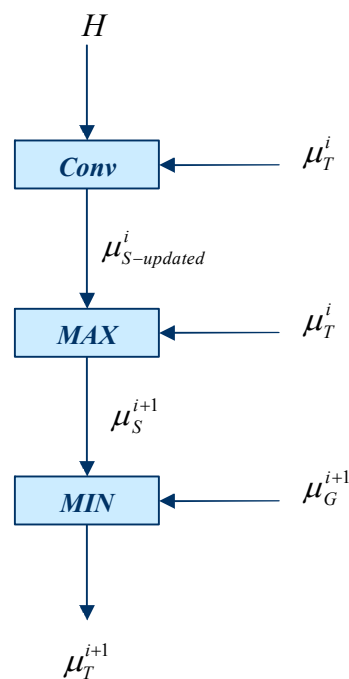 H
Conv
μ_T^i
μ_{S-updated}^i
MAX
μ_T^i
μ_S^{i+1}
MIN
μ_G^{i+1}
μ_T^{i+1}